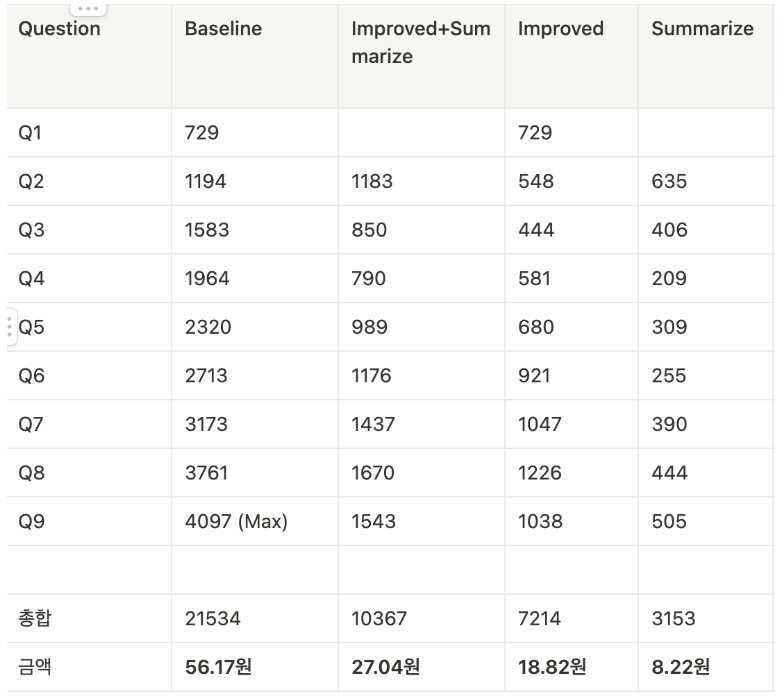 Question Baseline Improved+Sum Improved Summarize
marize
Q1 729 729
Q2 1194 1183 548 635
Q3 1583 850 444 406
Q4 1964 790 581 209
Q5 2320 989 680 309
Q6 2713 1176 921 255
Q7 3173 1437 1047 390
Q8 3761 1670 1226 444
Q9 4097 (Max) 1543 1038 505
총합 21534 10367 7214 3153
금액 56.17원 27.04원 18.82원 8.22원